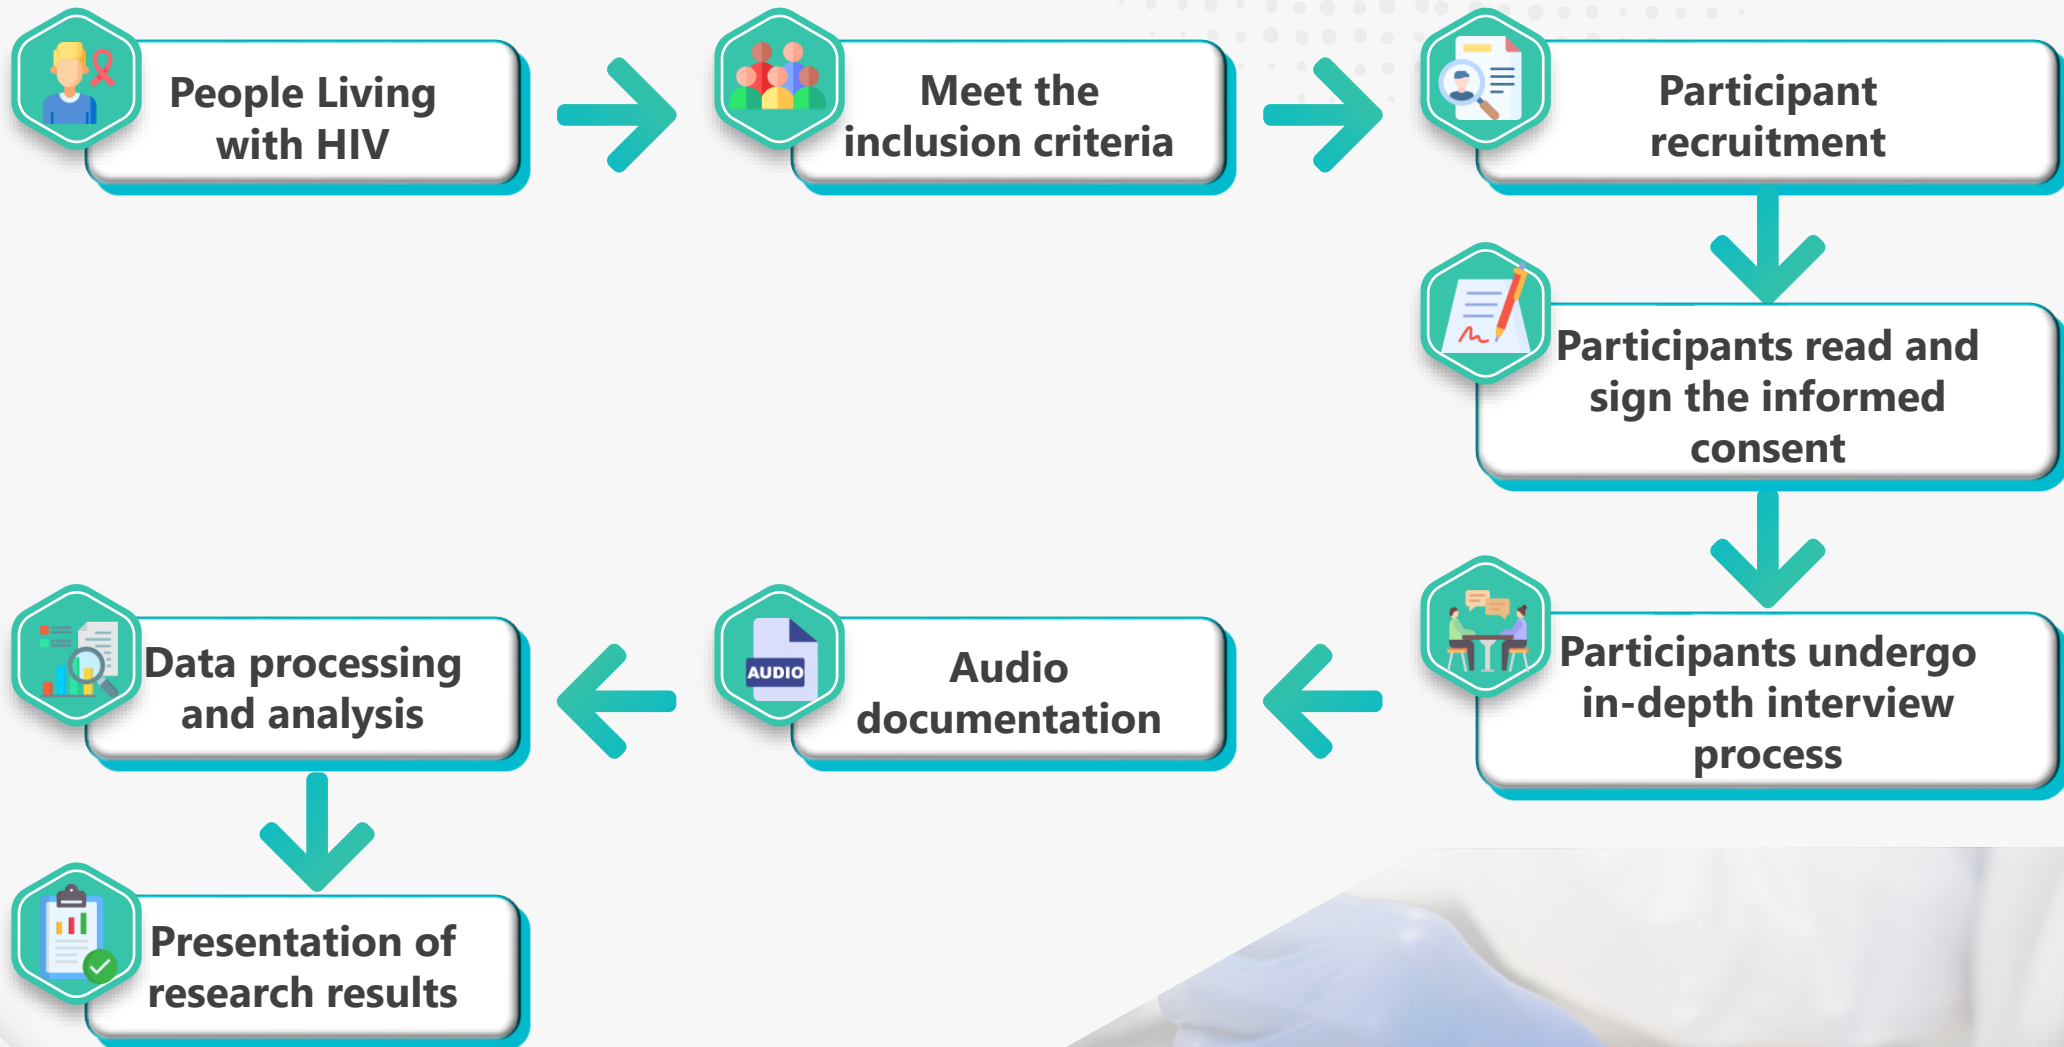 People Living
with HIV
Meet the
inclusion criteria
Participant
recruitment
Participants read and
sign the informed
consent
Participants undergo
in-depth interview
process
AUDIO
Audio
documentation
Data processing
and analysis
Presentation of
research results